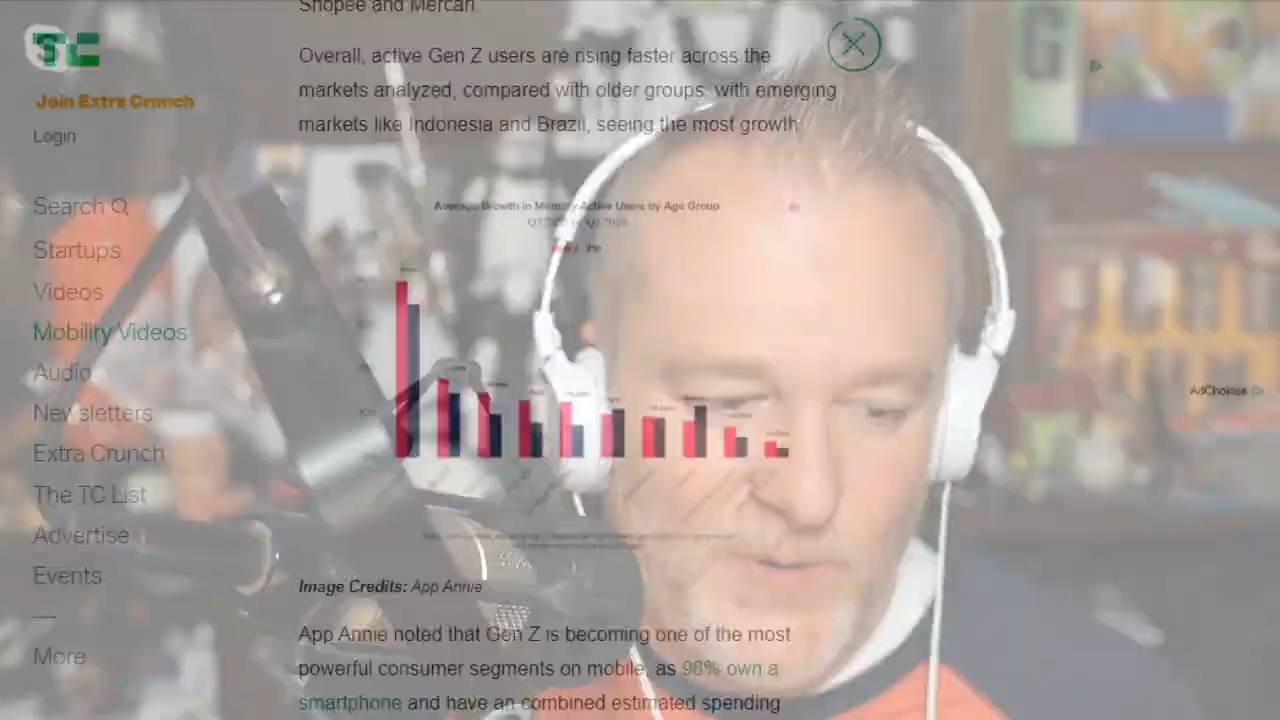 Shopee and Mercari
Overall, active Gen Z users are rising faster across the
markets analyzed, compared with older groups, with emerging
markets like Indonesia and Brazil, seeing the most growth
TC
Join Extra Crunch
Login
Search
Startups
Videos
Mobility Videos
Audio
Newsletters
Extra Crunch
The TC List
Advertise
Events
—
More
G
Average Growth in Monthly Active Users by Age Group
AdChoices
Image Credits: App Annie
App Annie noted that Gen Z is becoming one of the most
powerful consumer segments on mobile, as 98% own a
smartphone and have an combined estimated spending